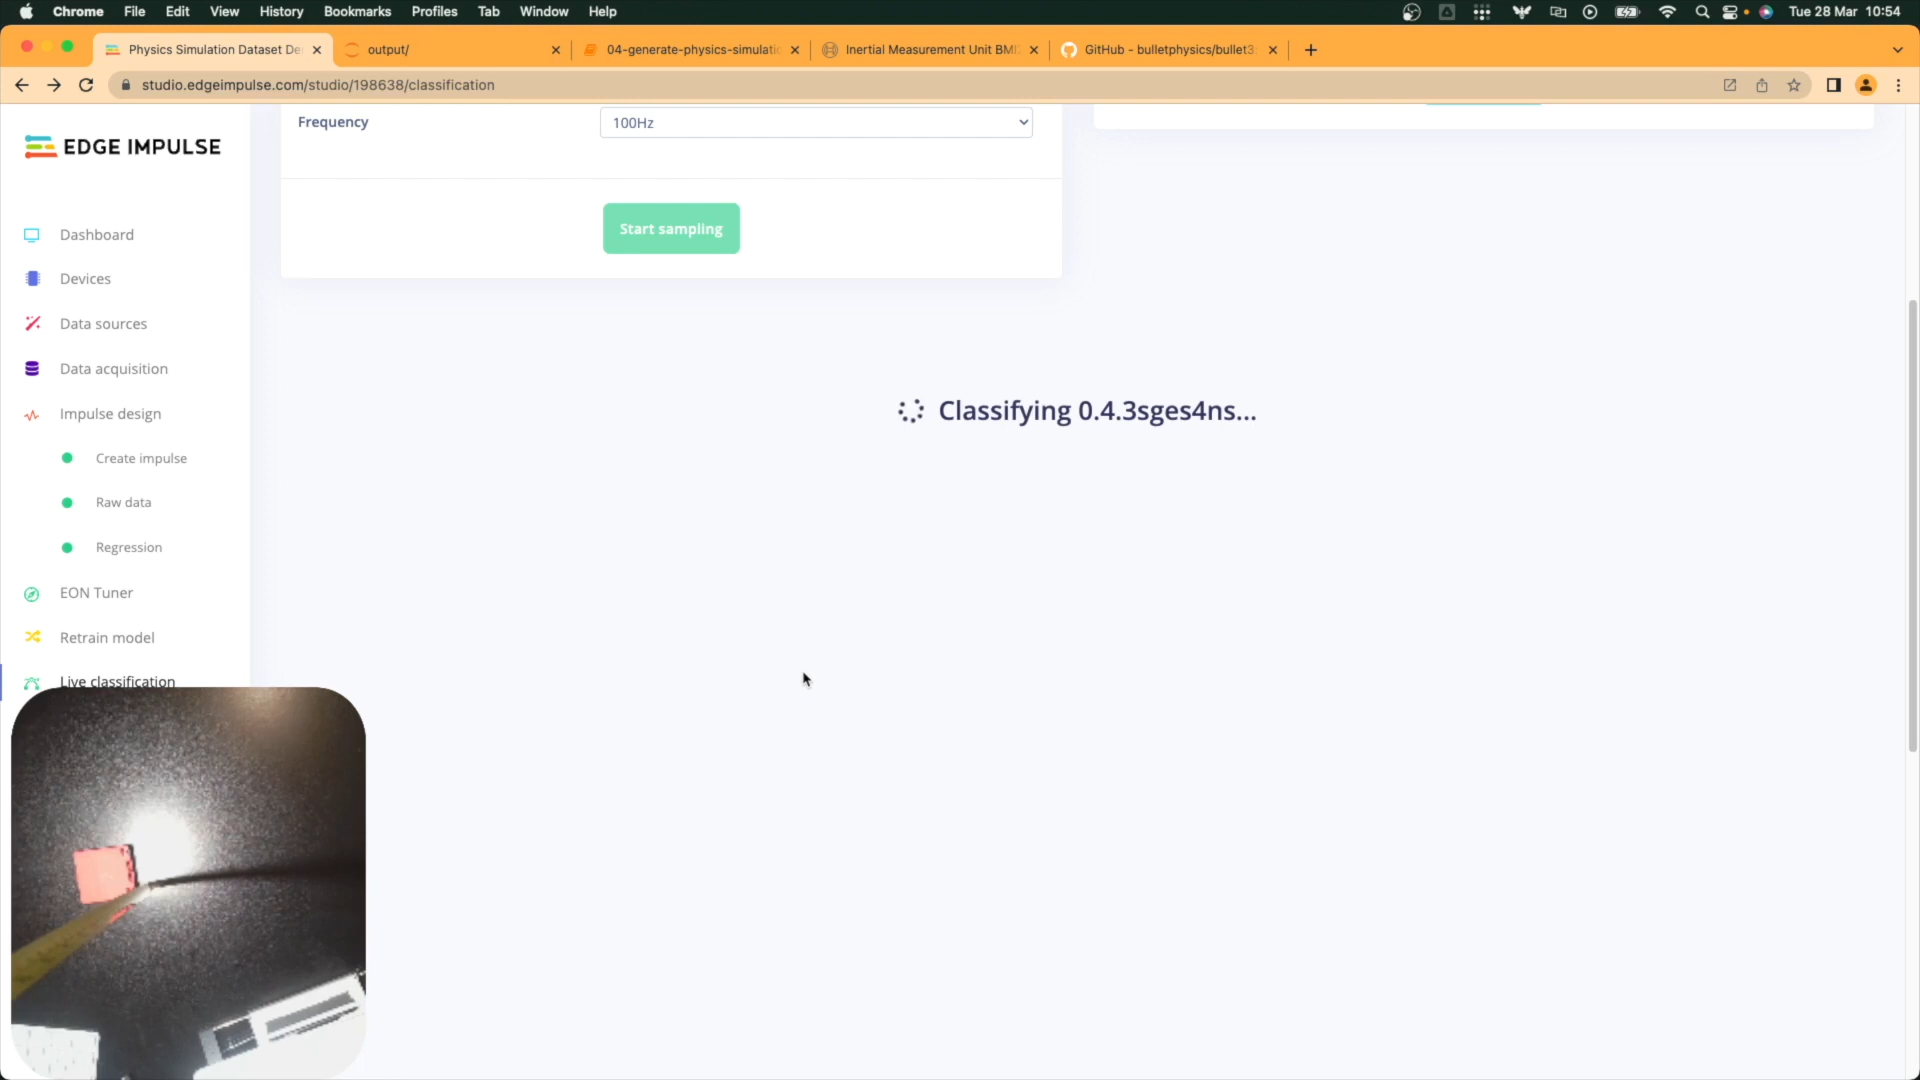 Chrome File Edit View History Bookmarks Profiles Tab Window Help Tue 28 Mar 10:54
Physics Simulation Dataset De output/ 04-generate-physics-simulatio Inertial Measurement Unit BMI GitHub - bulletphysics/bullet3
studio.edgeimpulse.com/studio/198638/classification
EDGE IMPULSE
Frequency 100Hz
Start sampling
Dashboard
Devices
Data sources
Data acquisition
Impulse design
Create impulse
Raw data
Regression
EON Tuner
Retrain model
Live classification
Classifying 0.4.3sges4ns...